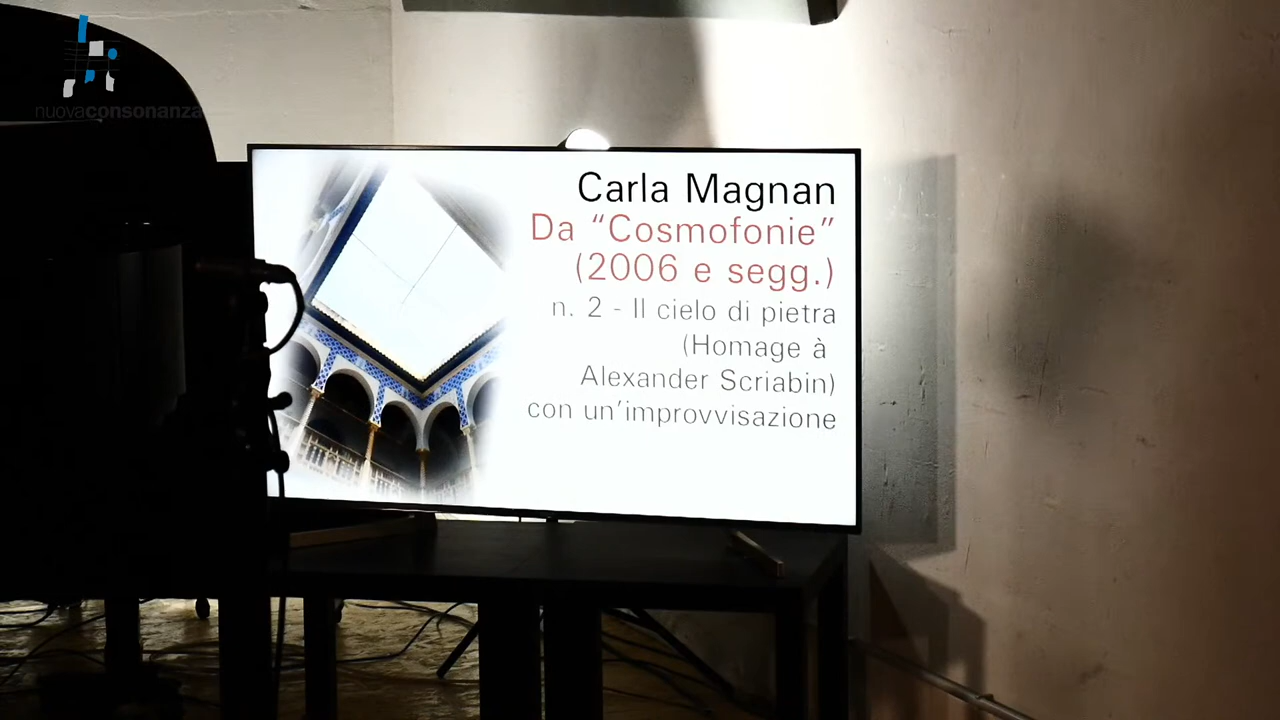 nuovaconsonanza
Carla Magnan
Da “Cosmofonie”
(2006 e segg.)
n. 2 - Il cielo di pietra
(Homage à
Alexander Scriabin)
con un’improvvisazione